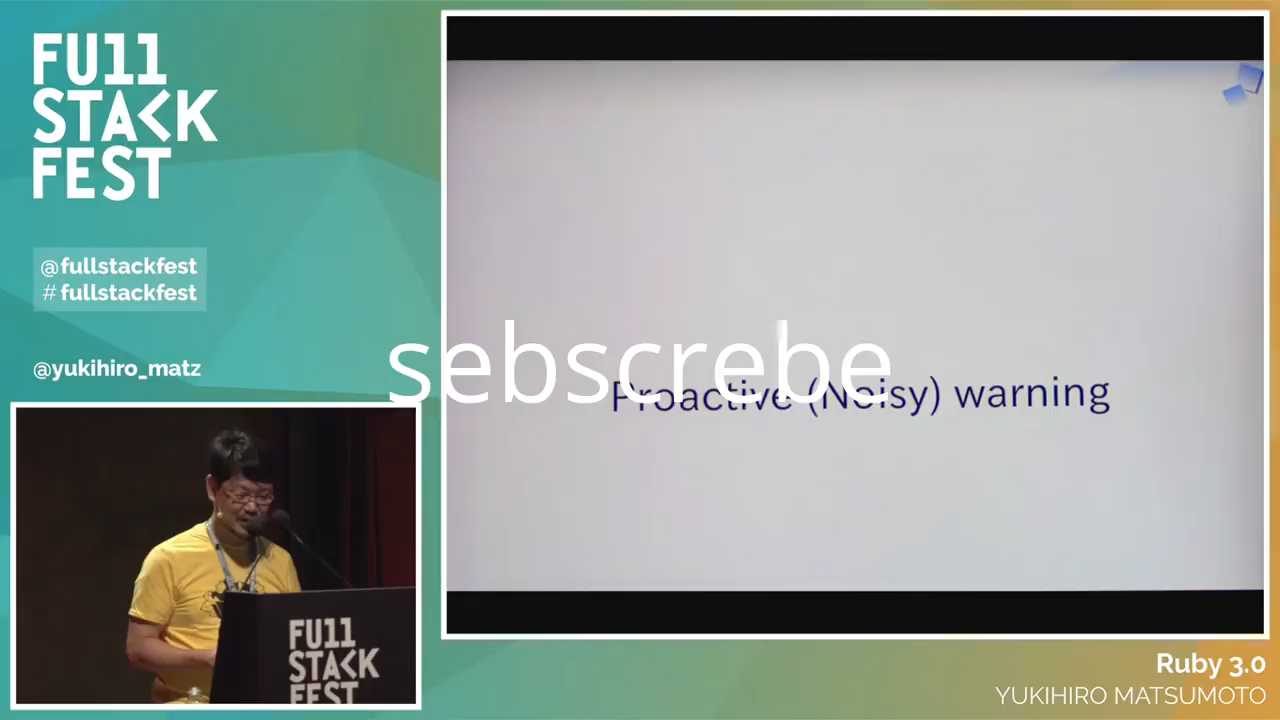 FU11
STACK
FEST
@fullstackfest
# fullstackfest
@yukihiro_matz
sebscrebe
Proactive (Noisy) warning
FU11
STACK
FEST
Ruby 3.0
YUKIHIRO MATSUMOTO